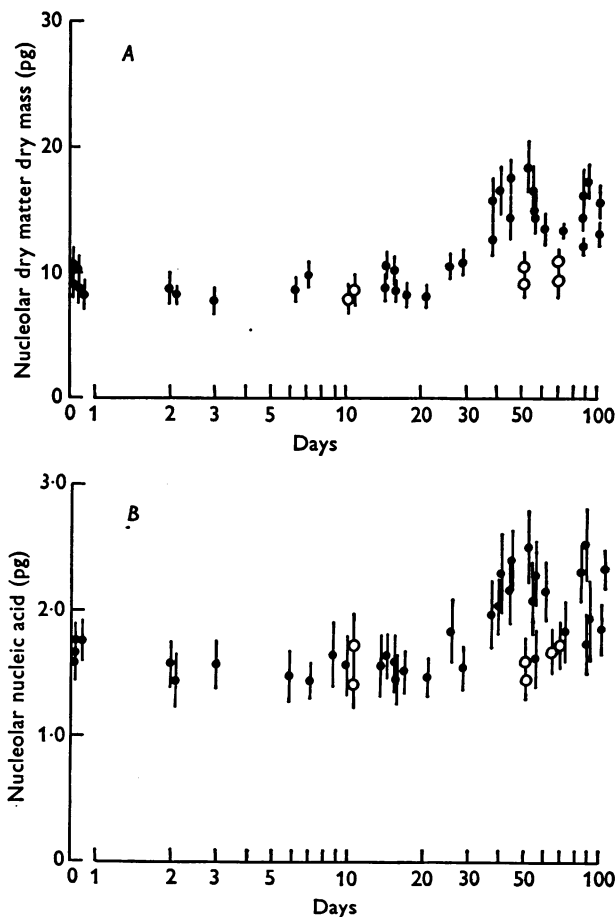 A
Nucleolar dry matter dry mass (pg)
30
20
10
0
0 1 2 3 5 10 20 30 50 100
Days
B
Nucleolar nucleic acid (pg)
3·0
2·0
1·0
0
0 1 2 3 5 10 20 30 50 100
Days